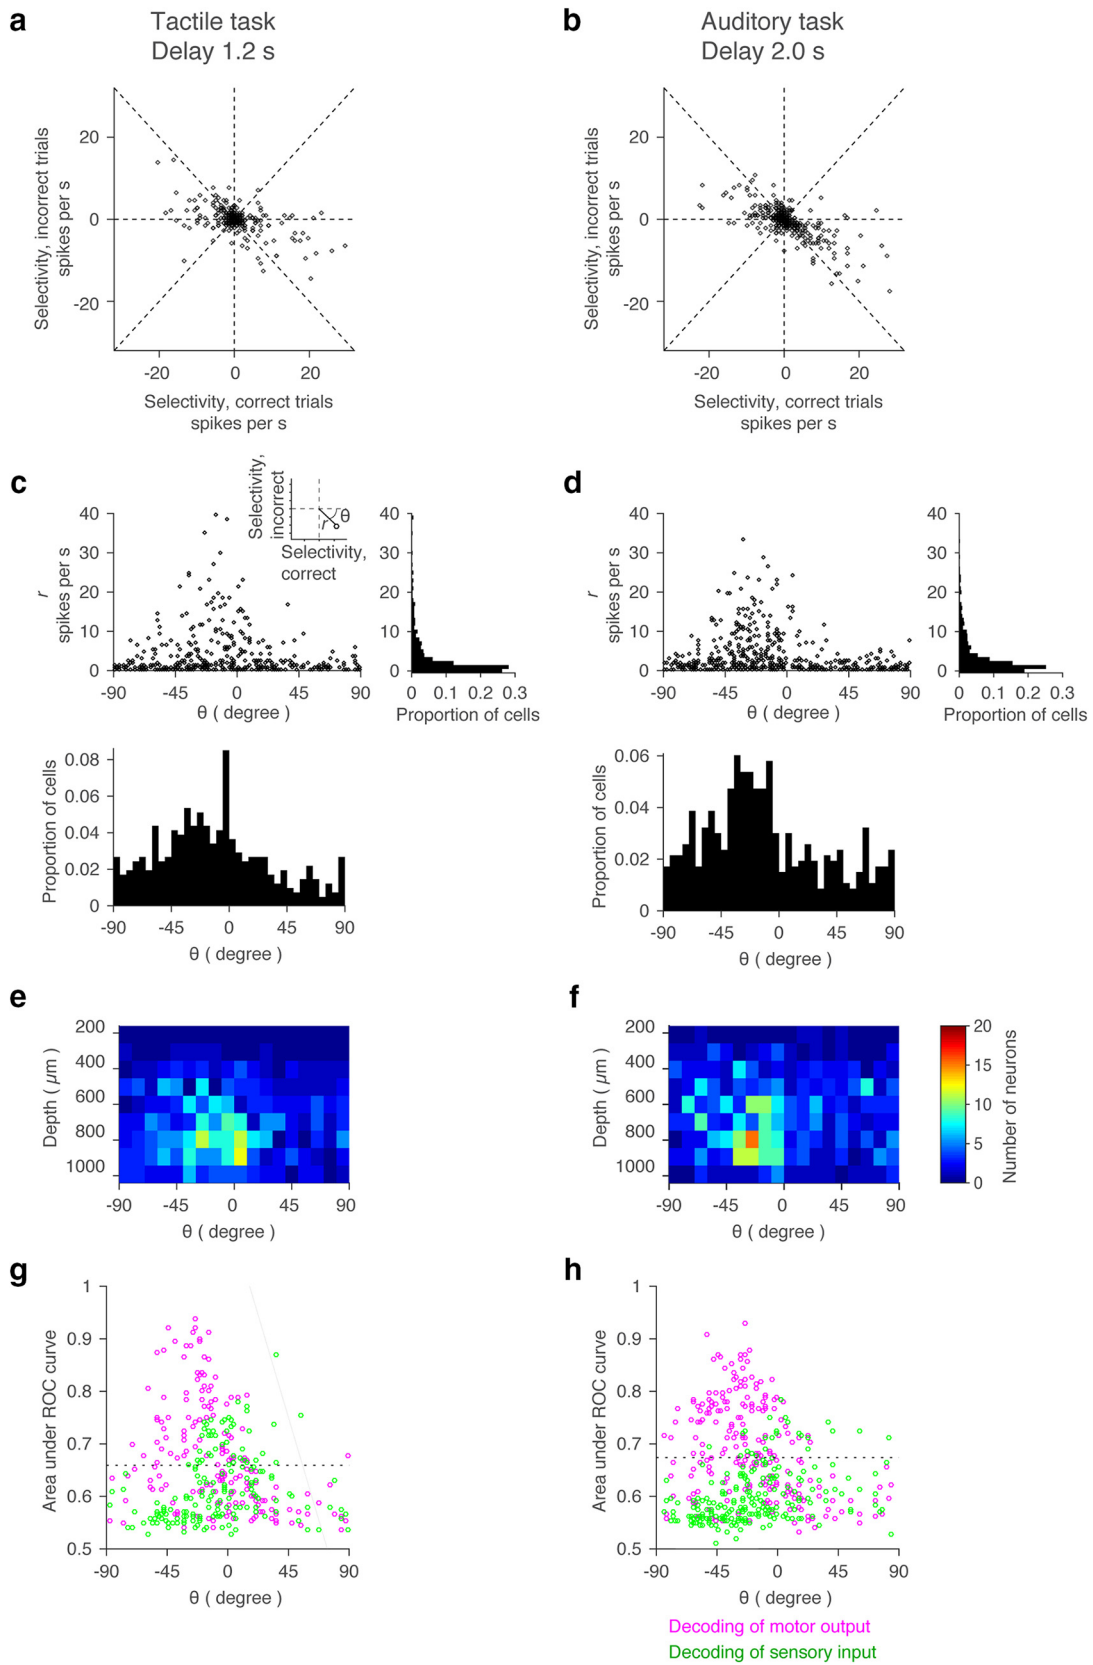 a
Tactile task
Delay 1.2 s
b
Auditory task
Delay 2.0 s
Selectivity, incorrect trials
spikes per s
20
0
-20
-20 0 20
Selectivity, correct trials
spikes per s
Selectivity, incorrect trials
spikes per s
20
0
-20
-20 0 20
Selectivity, correct trials
spikes per s
c
r
spikes per s
40
30
20
10
0
-90 -45 0 45 90
θ ( degree )
Selectivity,
incorrect
r θ
Selectivity,
correct
40
30
20
10
0
0 0.1 0.2 0.3
Proportion of cells
d
r
spikes per s
40
30
20
10
0
-90 -45 0 45 90
θ ( degree )
40
30
20
10
0
0 0.1 0.2 0.3
Proportion of cells
Proportion of cells
0.08
0.06
0.04
0.02
0
-90 -45 0 45 90
θ ( degree )
Proportion of cells
0.06
0.04
0.02
0
-90 -45 0 45 90
θ ( degree )
e
Depth ( µm )
200
400
600
800
1000
-90 -45 0 45 90
θ ( degree )
f
Depth ( µm )
200
400
600
800
1000
-90 -45 0 45 90
θ ( degree )
20
15
10
5
0
Number of neurons
g
Area under ROC curve
1
0.9
0.8
0.7
0.6
0.5
-90 -45 0 45 90
θ ( degree )
h
Area under ROC curve
1
0.9
0.8
0.7
0.6
0.5
-90 -45 0 45 90
θ ( degree )
Decoding of motor output
Decoding of sensory input